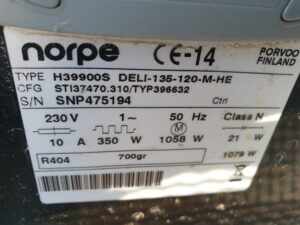 norpe CE-14 PORVOO
FINLAND
TYPE H39900S DELI-135-120-M-HE
CFG STI37470.310/TYP396632
S/N SNP475194 Ctrl
230 V 1~ 50 Hz Class N
10 A 350 W 1058 W 21 W
R404 700gr 1079 W